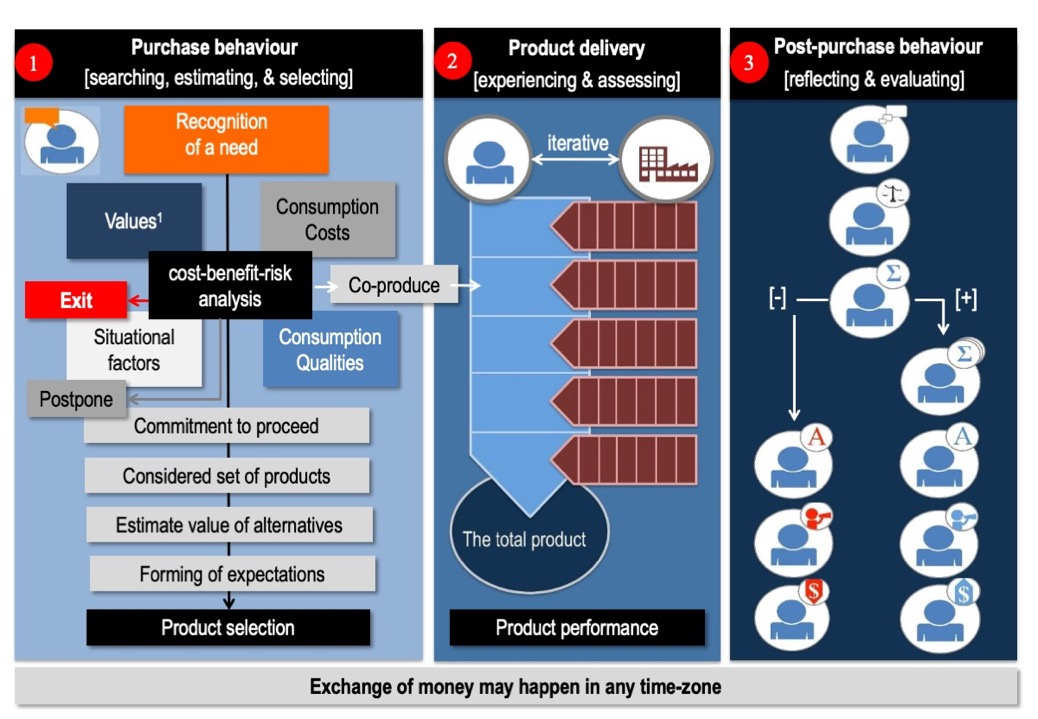 1
Purchase behaviour
[searching, estimating, & selecting]
Recognition
of a need
Values¹
Consumption
Costs
cost-benefit-risk
analysis
Co-produce
Exit
Situational
factors
Consumption
Qualities
Postpone
Commitment to proceed
Considered set of products
Estimate value of alternatives
Forming of expectations
Product selection
2
Product delivery
[experiencing & assessing]
iterative
The total product
Product performance
3
Post-purchase behaviour
[reflecting & evaluating]
Σ
[-]
[+]
Σ
A
A
$
$
Exchange of money may happen in any time-zone